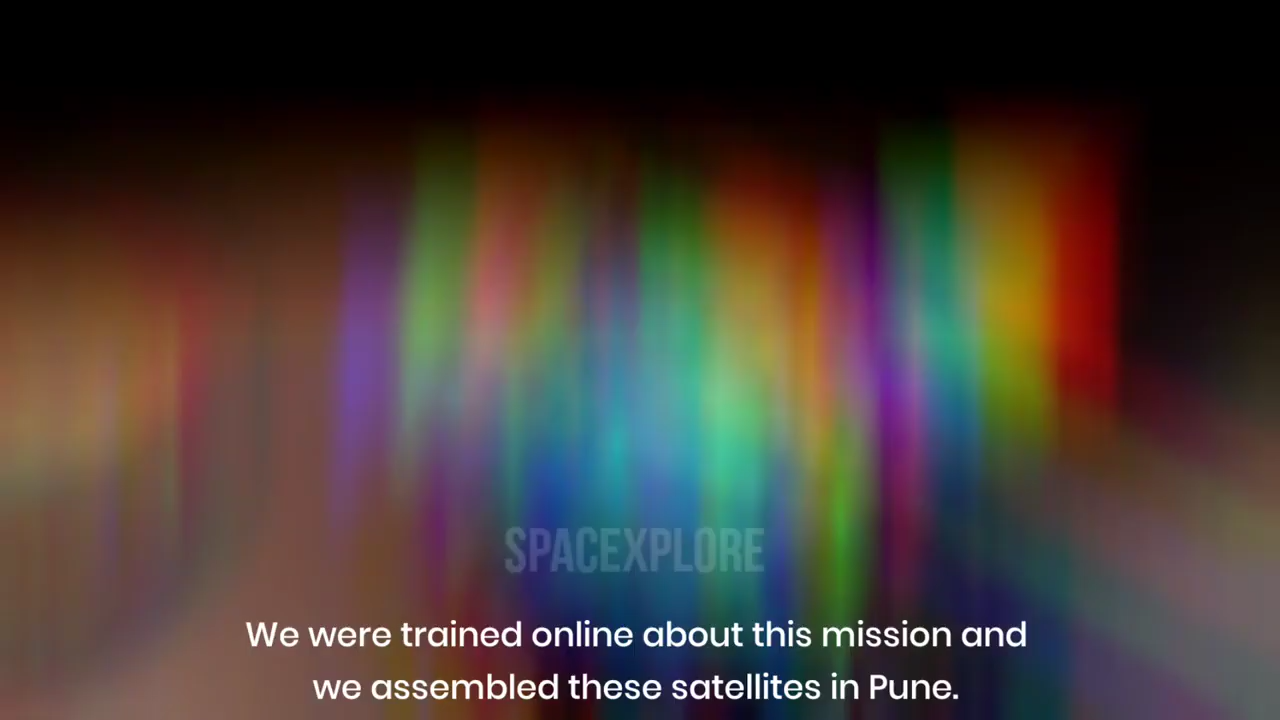 SPACEXPLORE
We were trained online about this mission and
we assembled these satellites in Pune.